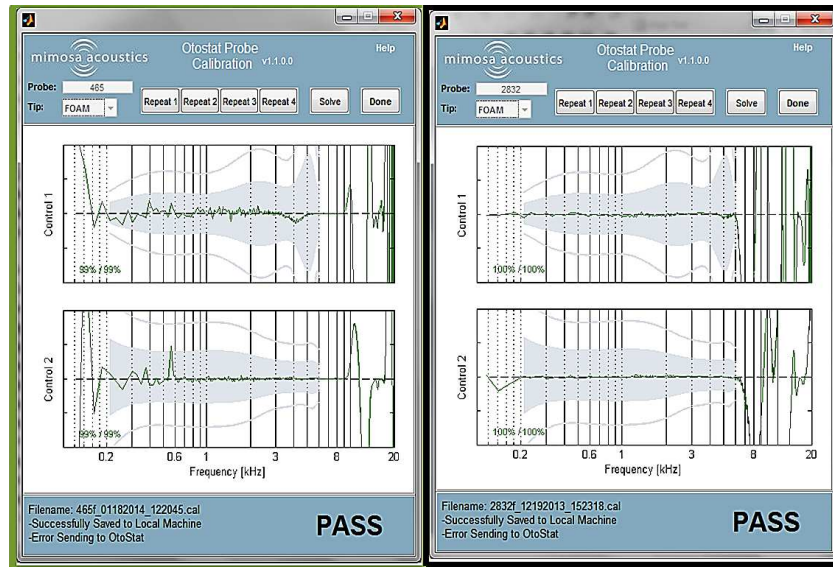 mimosa acoustics
Otostat Probe
Calibration v1.1.0.0
Help
Probe: 465
Tip: FOAM
Repeat 1 Repeat 2 Repeat 3 Repeat 4 Solve Done
Control 1
99% / 99%
Control 2
99% / 99%
0.2 0.6 1 3 8 20
Frequency [kHz]
Filename: 465f_01182014_122045.cal
-Successfully Saved to Local Machine
-Error Sending to OtoStat
PASS
mimosa acoustics
Otostat Probe
Calibration v1.1.0.0
Help
Probe: 2832
Tip: FOAM
Repeat 1 Repeat 2 Repeat 3 Repeat 4 Solve Done
Control 1
100% / 100%
Control 2
100% / 100%
0.2 0.6 1 3 8 20
Frequency [kHz]
Filename: 2832f_12192013_152318.cal
-Successfully Saved to Local Machine
-Error Sending to OtoStat
PASS